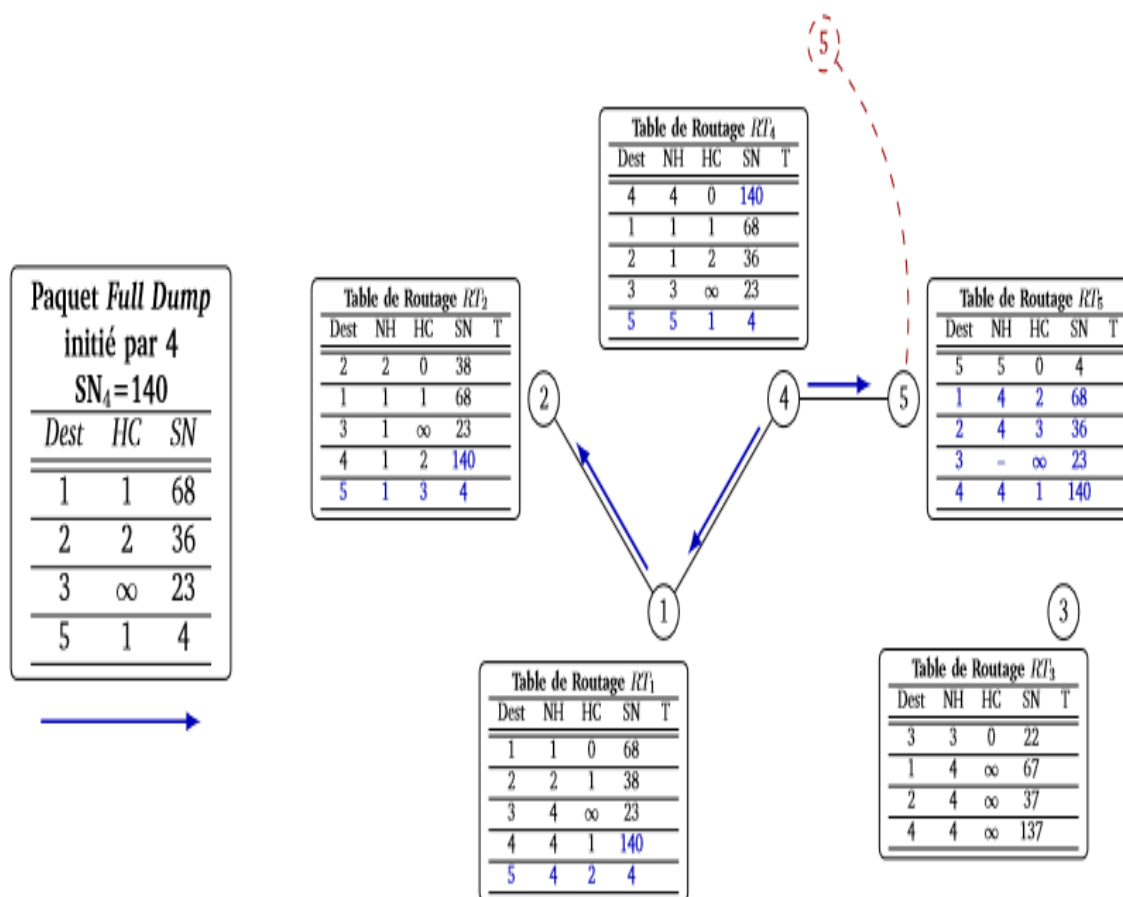 5
Table de Routage RT₄
Dest NH HC SN T
4 4 0 140
1 1 1 68
2 1 2 36
3 3 ∞ 23
5 5 1 4
Paquet Full Dump
initié par 4
SN₄=140
Dest HC SN
1 1 68
2 2 36
3 ∞ 23
5 1 4
Table de Routage RT₂
Dest NH HC SN T
2 2 0 38
1 1 1 68
3 1 ∞ 23
4 1 2 140
5 1 3 4
2
4
5
Table de Routage RT₅
Dest NH HC SN T
5 5 0 4
1 4 2 68
2 4 3 36
3 – ∞ 23
4 4 1 140
1
3
Table de Routage RT₁
Dest NH HC SN T
1 1 0 68
2 2 1 38
3 4 ∞ 23
4 4 1 140
5 4 2 4
Table de Routage RT₃
Dest NH HC SN T
3 3 0 22
1 4 ∞ 67
2 4 ∞ 37
4 4 ∞ 137